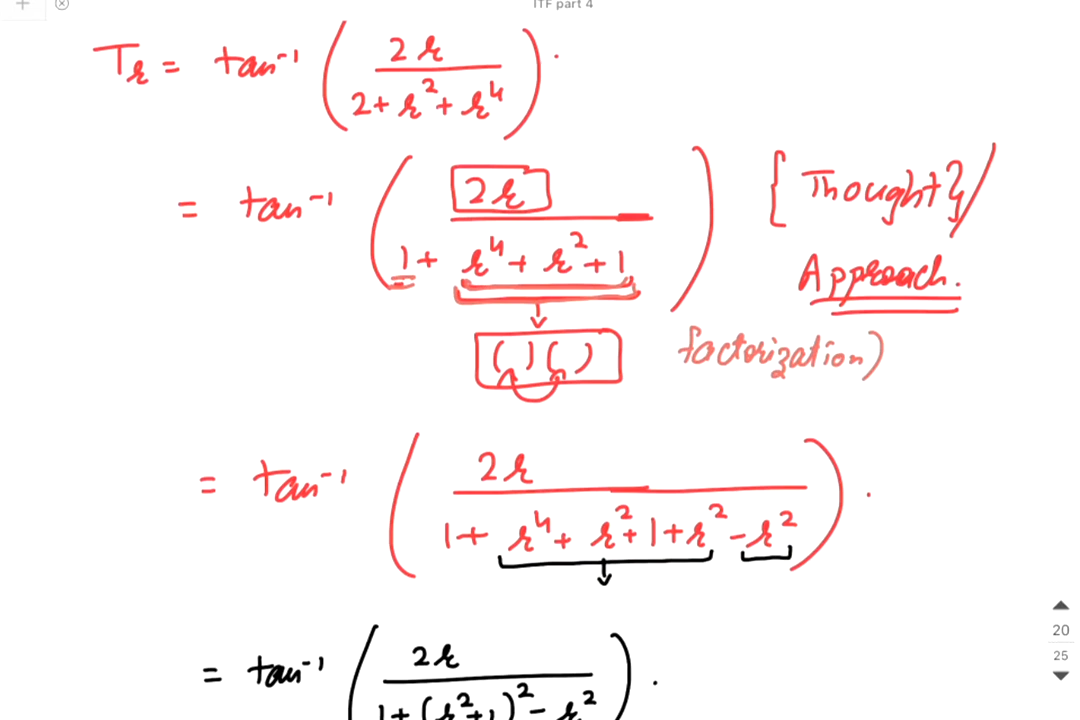 ITF part 4
Tr = tan⁻¹ ( 2r / (2 + r² + r⁴) ) .
= tan⁻¹ ( 2r / (1 + r⁴ + r² + 1) ) { Thought } /
Approach.
↓
( ) ( ) factorization)
= tan⁻¹ ( 2r / (1 + r⁴ + r² + 1 + r² - r²) ) .
↓
= tan⁻¹ ( 2r / (1 + (r² + 1)² - r²) ) .
20
25